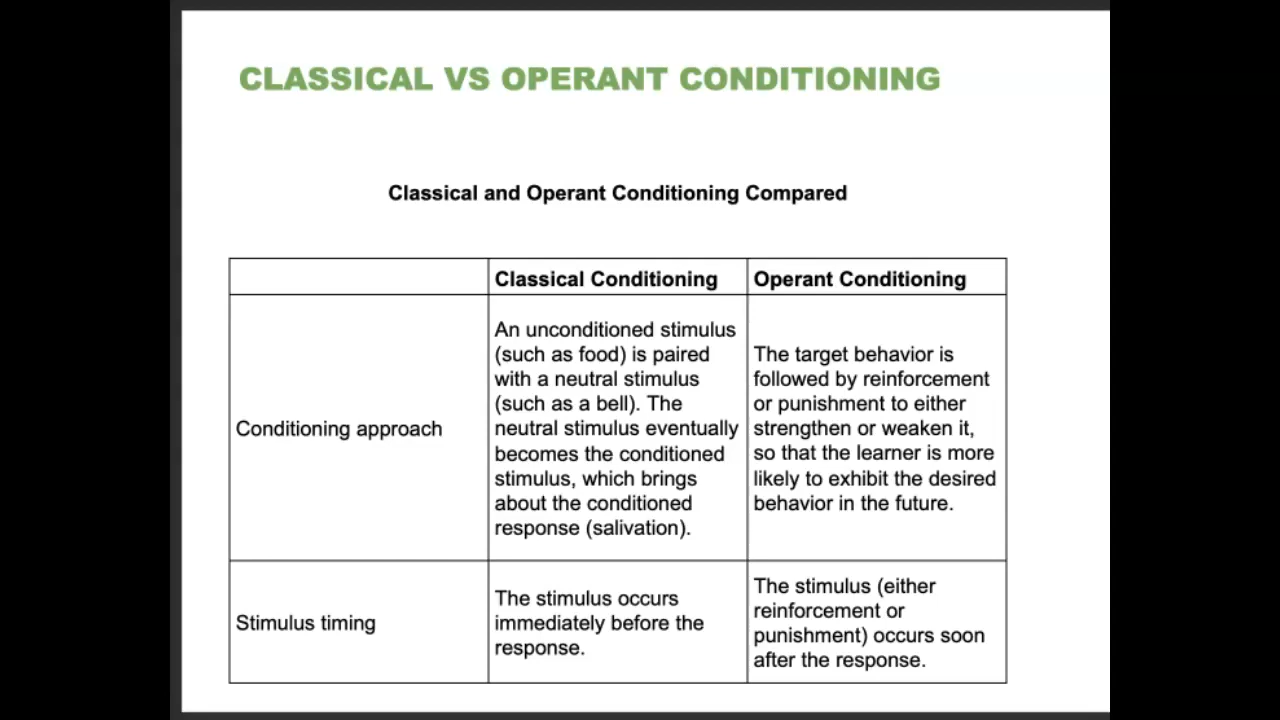 CLASSICAL VS OPERANT CONDITIONING
Classical and Operant Conditioning Compared
Classical Conditioning
Operant Conditioning
Conditioning approach
An unconditioned stimulus
(such as food) is paired
with a neutral stimulus
(such as a bell). The
neutral stimulus eventually
becomes the conditioned
stimulus, which brings
about the conditioned
response (salivation).
The target behavior is
followed by reinforcement
or punishment to either
strengthen or weaken it,
so that the learner is more
likely to exhibit the desired
behavior in the future.
Stimulus timing
The stimulus occurs
immediately before the
response.
The stimulus (either
reinforcement or
punishment) occurs soon
after the response.